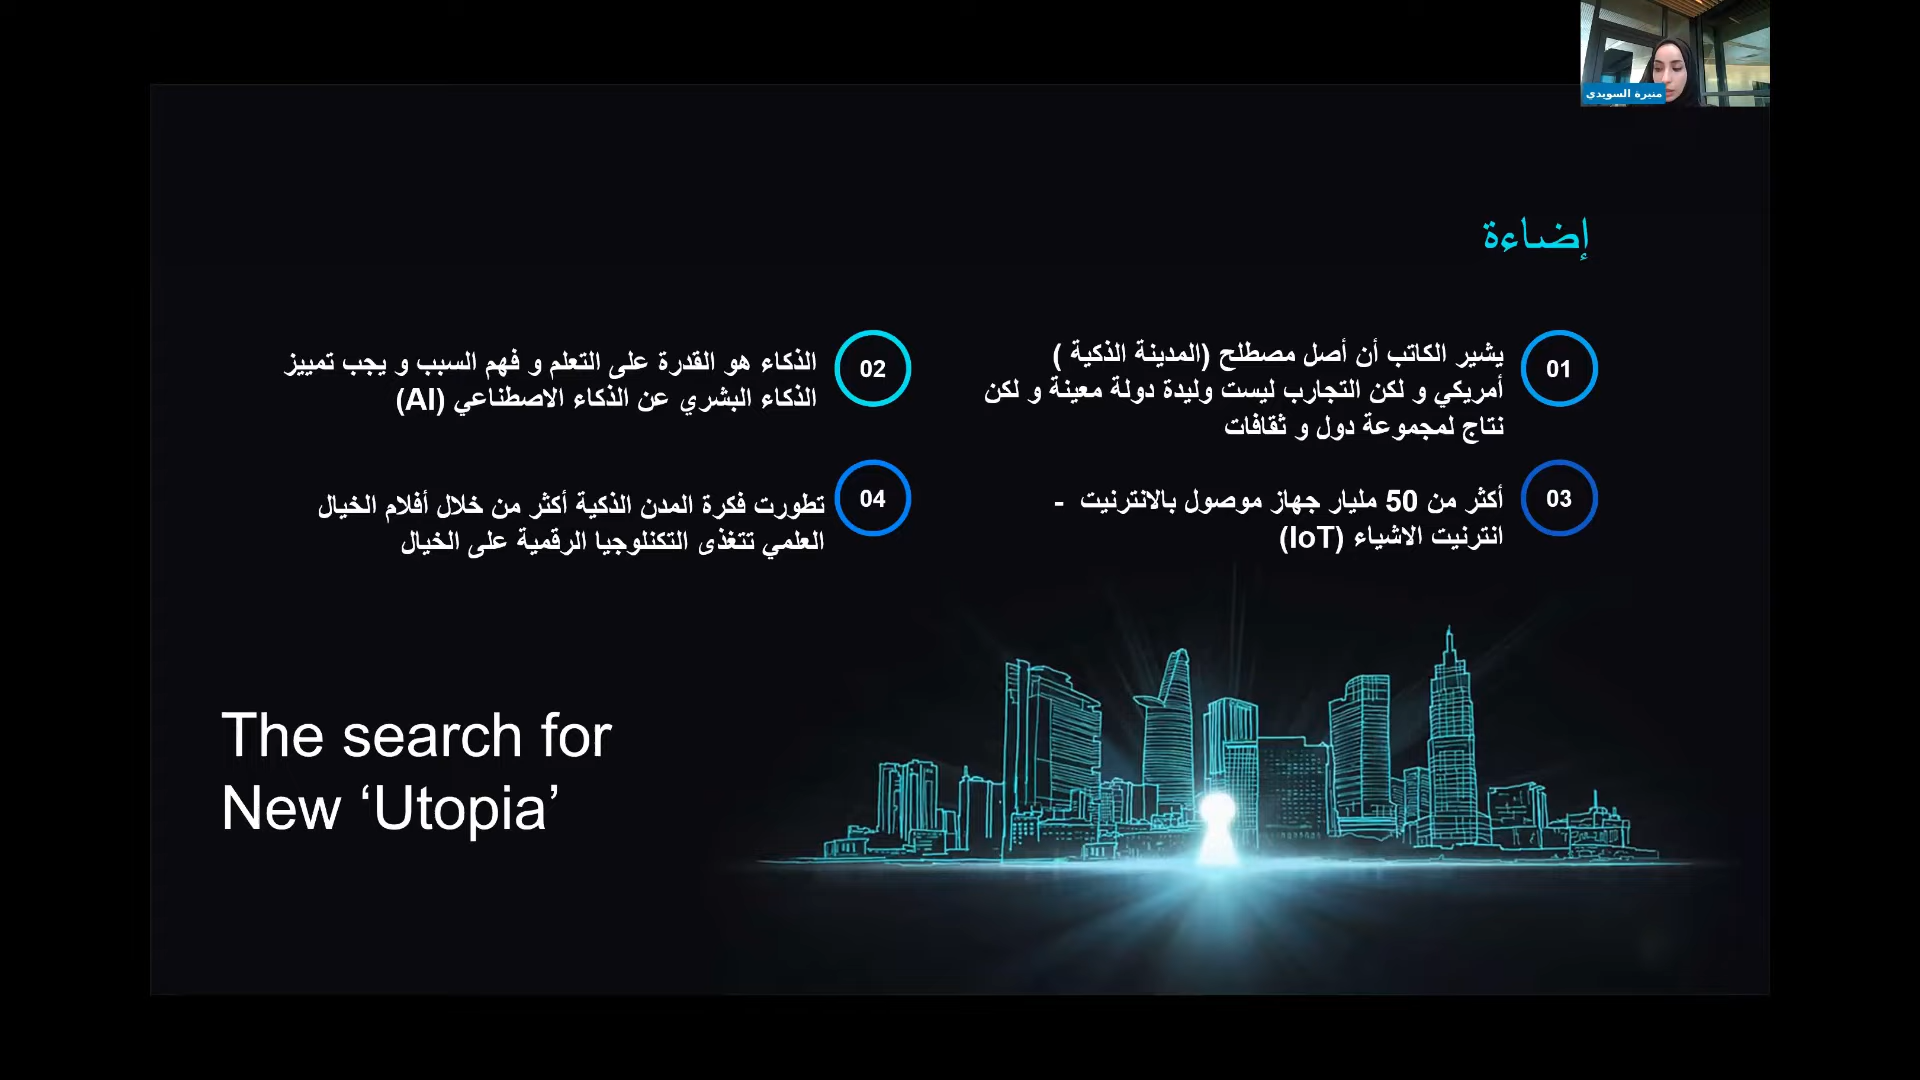 منيرة السويدي
إضاءة
01
يشير الكاتب أن أصل مصطلح (المدينة الذكية )
أمريكي و لكن التجارب ليست وليدة دولة معينة و لكن
نتاج لمجموعة دول و ثقافات
02
الذكاء هو القدرة على التعلم و فهم السبب و يجب تمييز
الذكاء البشري عن الذكاء الاصطناعي (AI)
03
أكثر من 50 مليار جهاز موصول بالانترنيت -
انترنيت الاشياء (IoT)
04
تطورت فكرة المدن الذكية أكثر من خلال أفلام الخيال
العلمي تتغذى التكنلوجيا الرقمية على الخيال
The search for
New ‘Utopia’